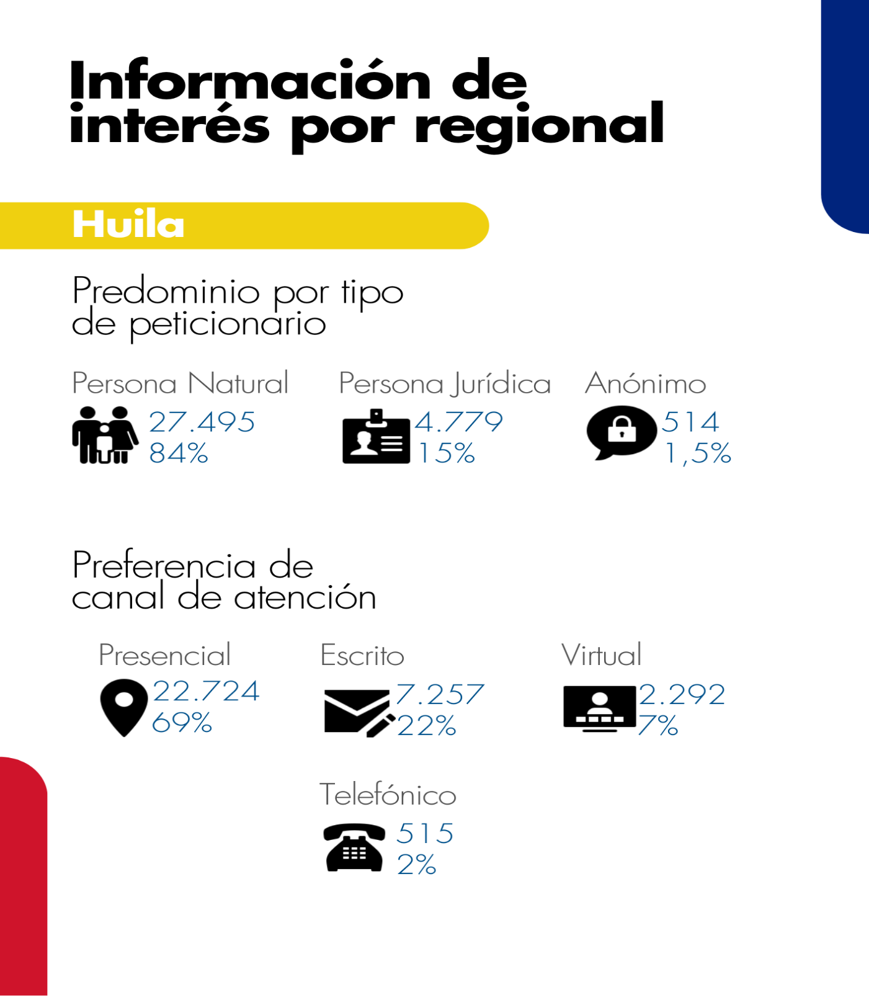 Información de
interés por regional
Huila
Predominio por tipo
de peticionario
Persona Natural
27.495
84%
Persona Jurídica
4.779
15%
Anónimo
514
1,5%
Preferencia de
canal de atención
Presencial
22.724
69%
Escrito
7.257
22%
Virtual
2.292
7%
Telefónico
515
2%